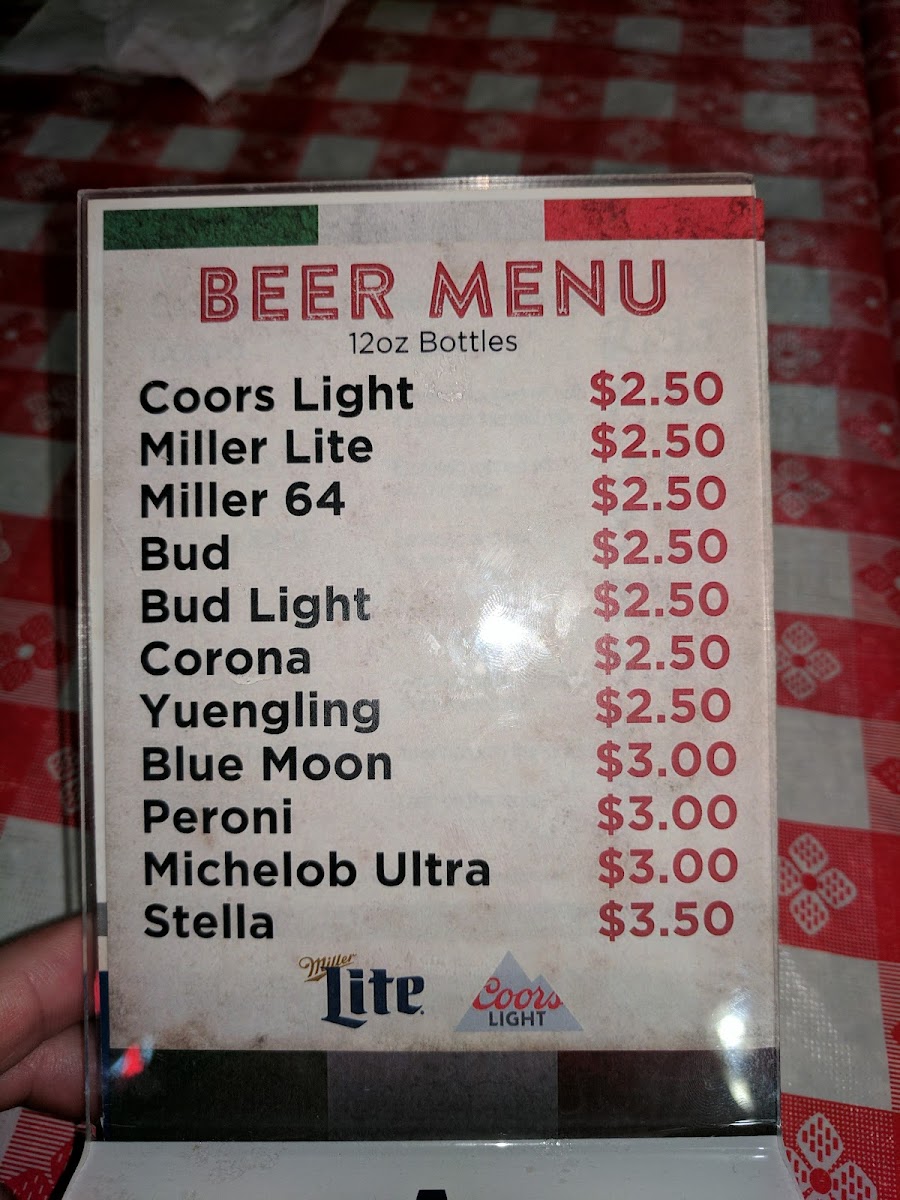 BEER MENU
12oz Bottles
Coors Light $2.50
Miller Lite $2.50
Miller 64 $2.50
Bud $2.50
Bud Light $2.50
Corona $2.50
Yuengling $2.50
Blue Moon $3.00
Peroni $3.00
Michelob Ultra $3.00
Stella $3.50
Miller
Lite
Coors
LIGHT